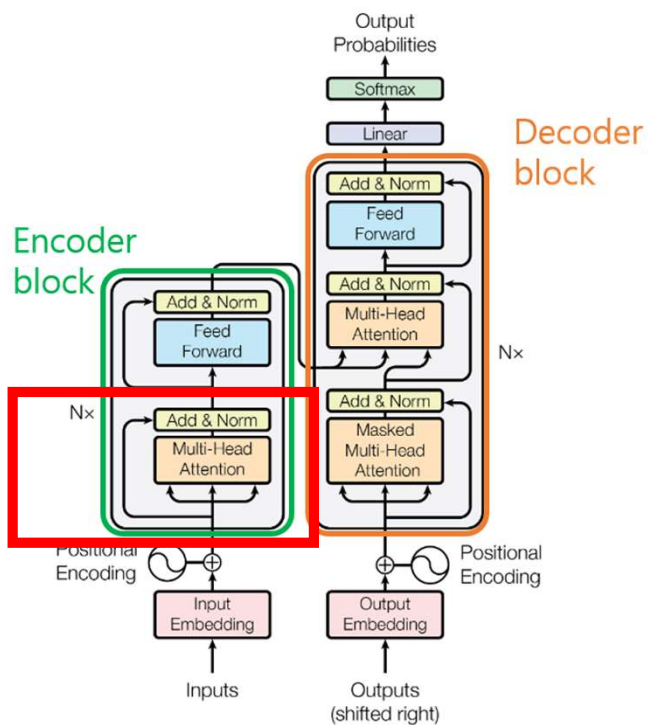 Output
Probabilities
Softmax
Linear
Decoder
block
Add & Norm
Feed
Forward
Add & Norm
Multi-Head
Attention
Nx
Add & Norm
Masked
Multi-Head
Attention
Positional
Encoding
Output
Embedding
Outputs
(shifted right)
Encoder
block
Add & Norm
Feed
Forward
Nx
Add & Norm
Multi-Head
Attention
Positional
Encoding
Input
Embedding
Inputs